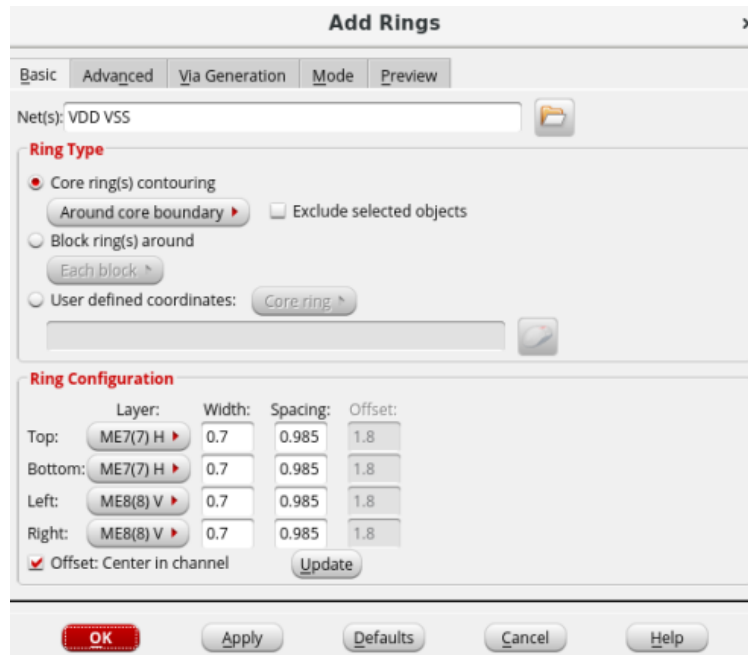 Add Rings
Basic Advanced Via Generation Mode Preview
Net(s): VDD VSS
Ring Type
Core ring(s) contouring
Around core boundary Exclude selected objects
Block ring(s) around
Each block
User defined coordinates: Core ring
Ring Configuration
Layer: Width: Spacing: Offset:
Top: ME7(7) H 0.7 0.985 1.8
Bottom: ME7(7) H 0.7 0.985 1.8
Left: ME8(8) V 0.7 0.985 1.8
Right: ME8(8) V 0.7 0.985 1.8
Offset: Center in channel Update
OK Apply Defaults Cancel Help